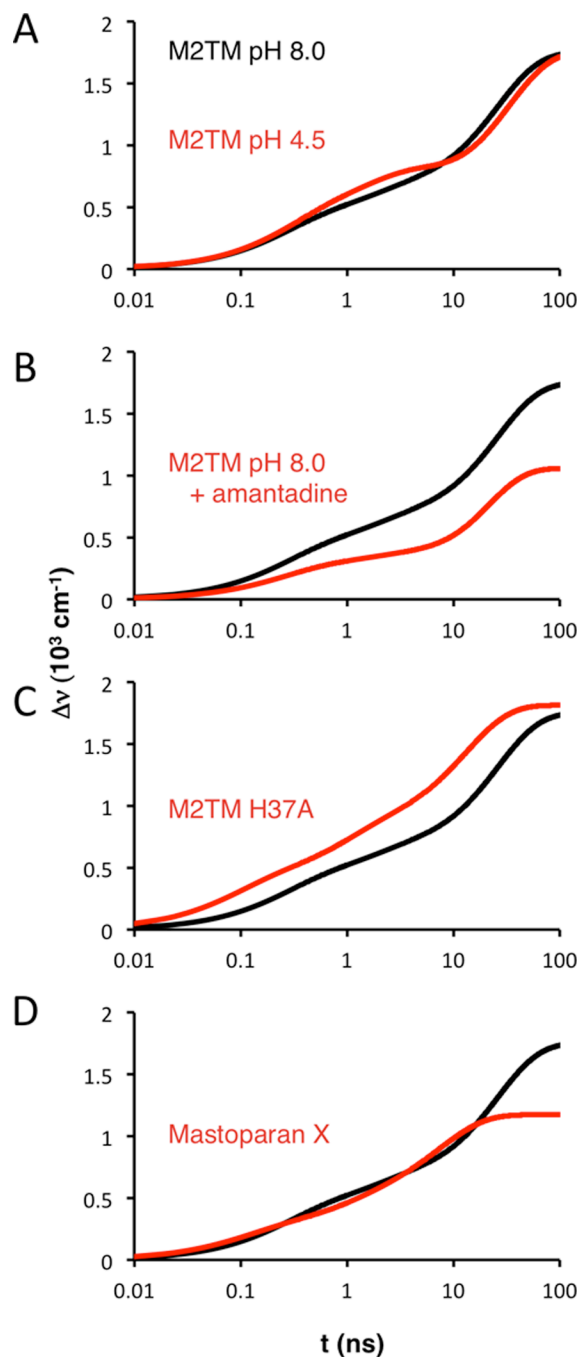 A
2
M2TM pH 8.0
1.5
M2TM pH 4.5
1
0.5
0
0.01 0.1 1 10 100
B
2
1.5
M2TM pH 8.0
+ amantadine
1
0.5
0
0.01 0.1 1 10 100
Δν (10³ cm⁻¹)
C
2
1.5
M2TM H37A
1
0.5
0
0.01 0.1 1 10 100
D
2
1.5
Mastoparan X
1
0.5
0
0.01 0.1 1 10 100
t (ns)